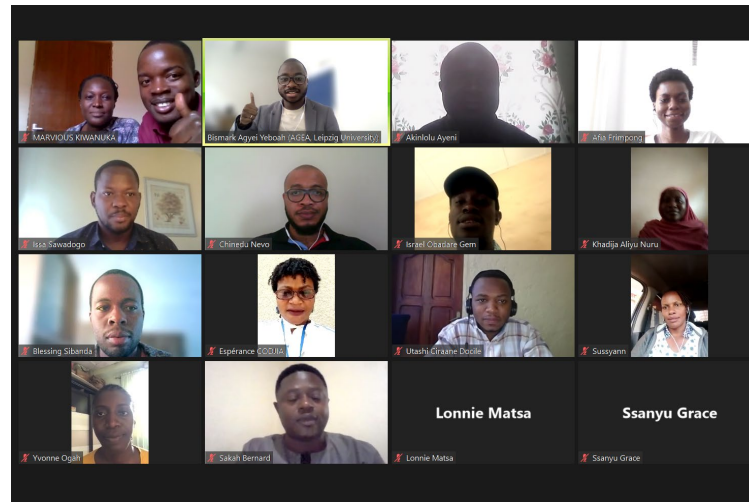 MARVIOUS KIWANUKA
Bismark Agyei Yeboah (AGEA, Leipzig University)
Akinlolu Ayeni
Afia Frimpong
Issa Sawadogo
Chinedu Nevo
Israel Obadare Gem
Khadija Aliyu Nuru
Blessing Sibanda
Espérance CODJIA
Utashi Ciraane Docile
Sussyann
Yvonne Ogah
Sakah Bernard
Lonnie Matsa
Lonnie Matsa
Ssanyu Grace
Ssanyu Grace